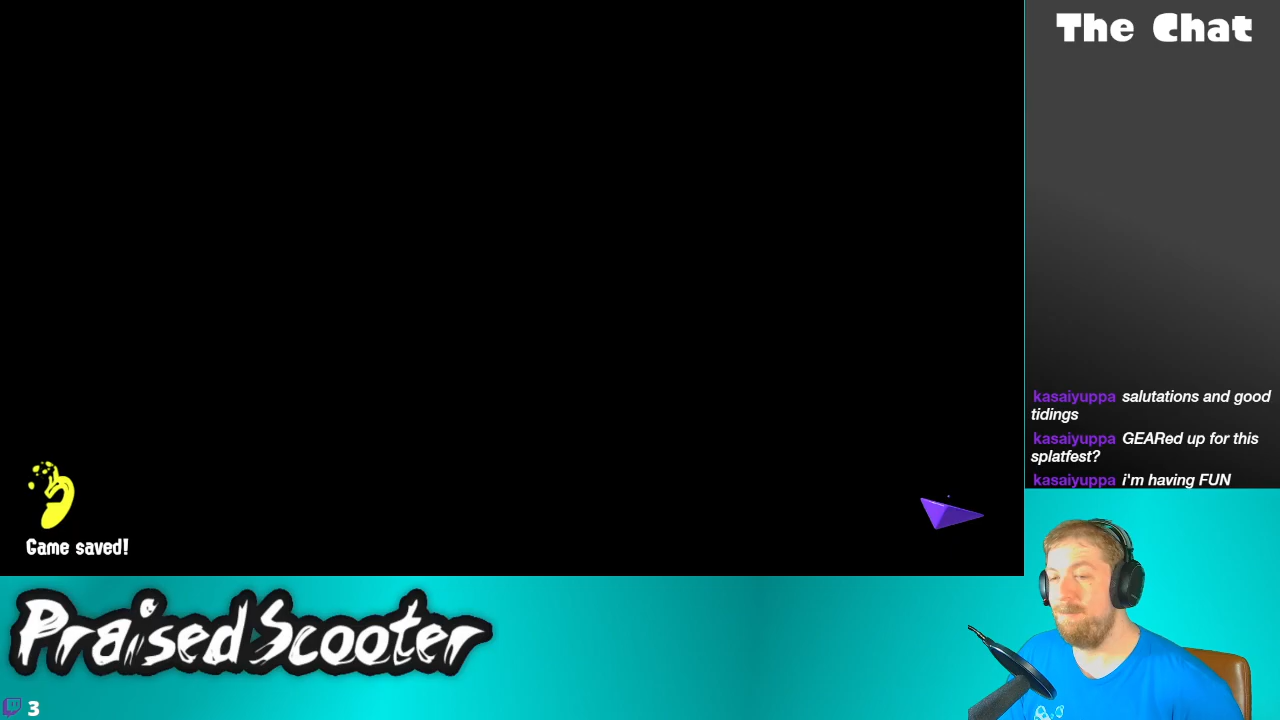 The Chat
kasaiyuppa salutations and good
tidings
kasaiyuppa GEARed up for this
splatfest?
kasaiyuppa i'm having FUN
Game saved!
PraisedScooter
3